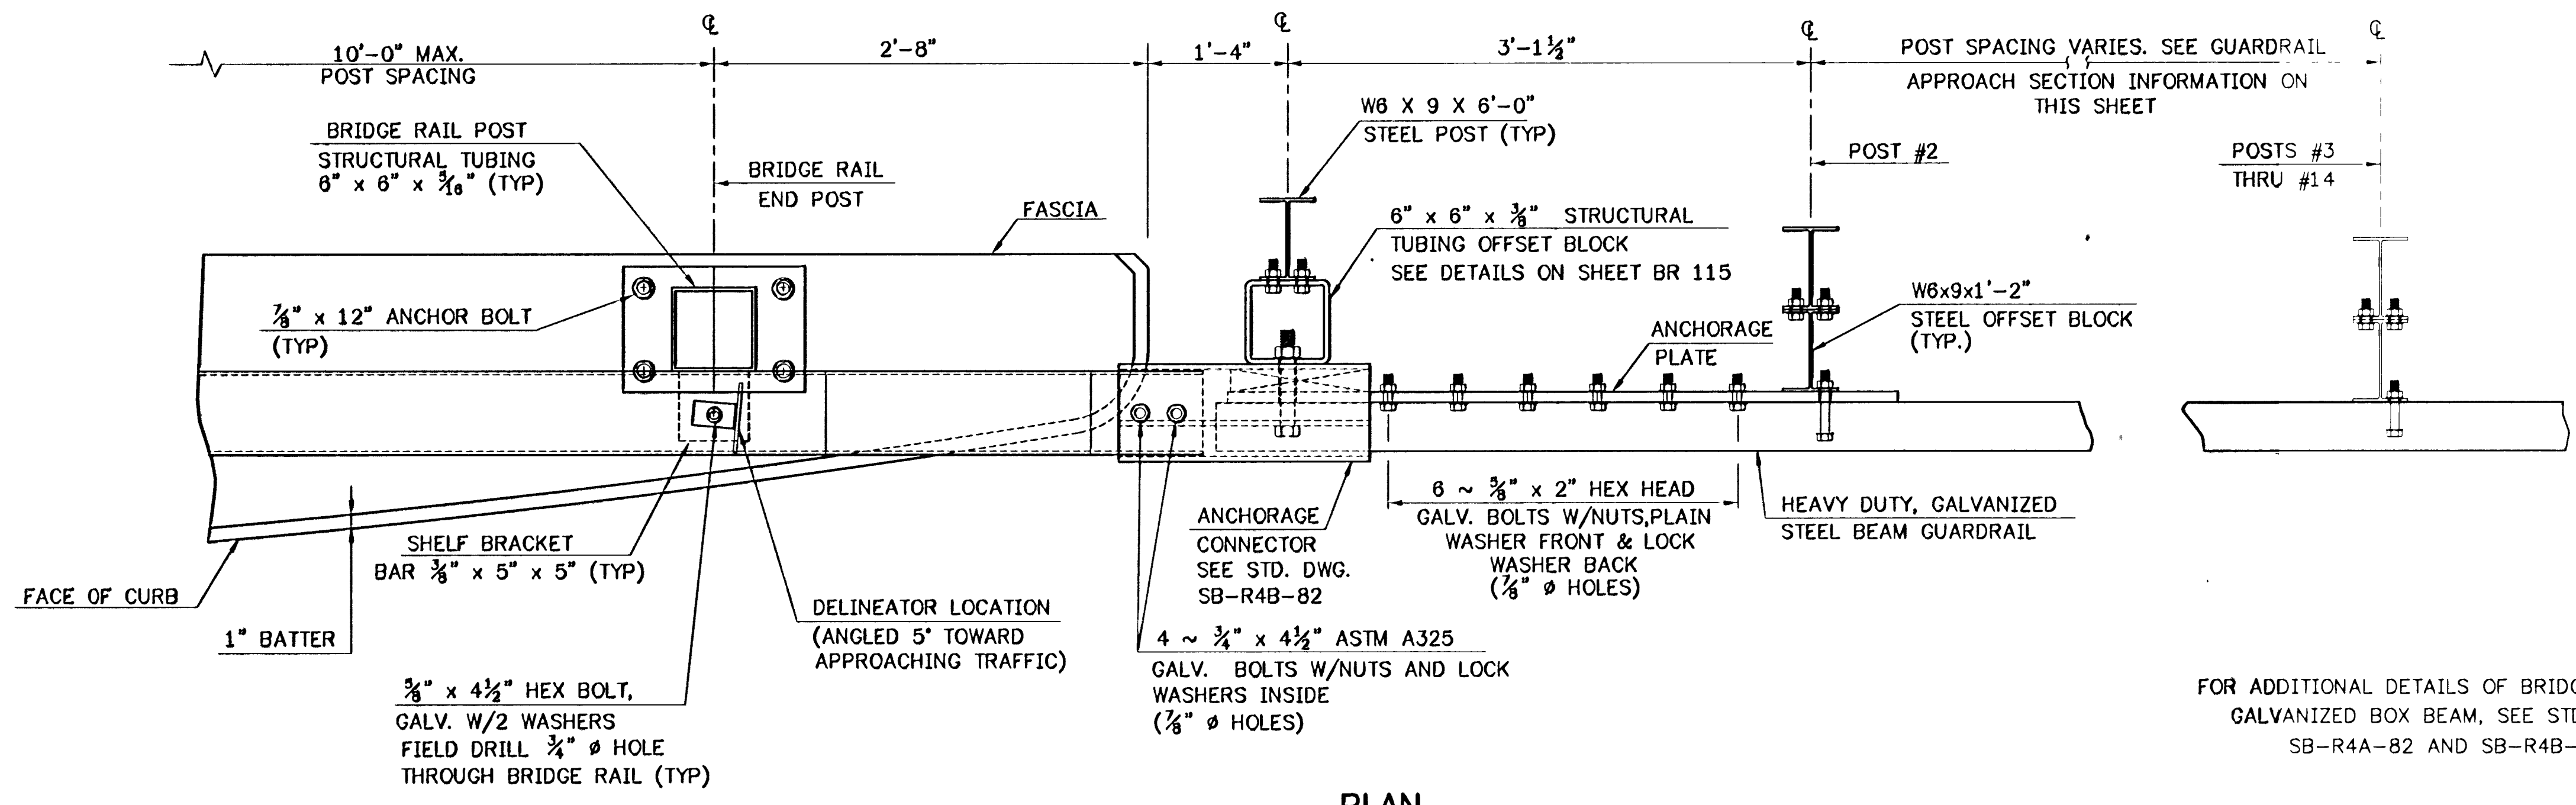 ℄
℄
℄
℄
10'-0" MAX.
POST SPACING
2'-8"
1'-4"
3'-1½"
POST SPACING VARIES. SEE GUARDRAIL
APPROACH SECTION INFORMATION ON
THIS SHEET
W6 X 9 X 6'-0"
STEEL POST (TYP)
BRIDGE RAIL POST
STRUCTURAL TUBING
6" x 6" x 5/16" (TYP)
BRIDGE RAIL
END POST
POST #2
POSTS #3
THRU #14
FASCIA
6" x 6" x 3/8" STRUCTURAL
TUBING OFFSET BLOCK
SEE DETAILS ON SHEET BR 115
7/8" x 12" ANCHOR BOLT
(TYP)
ANCHORAGE
PLATE
W6x9x1'-2"
STEEL OFFSET BLOCK
(TYP.)
SHELF BRACKET
BAR 3/8" x 5" x 5" (TYP)
FACE OF CURB
1" BATTER
DELINEATOR LOCATION
(ANGLED 5° TOWARD
APPROACHING TRAFFIC)
5/8" x 4½" HEX BOLT,
GALV. W/2 WASHERS
FIELD DRILL ¾" ø HOLE
THROUGH BRIDGE RAIL (TYP)
ANCHORAGE
CONNECTOR
SEE STD. DWG.
SB-R4B-82
4 ~ ¾" x 4½" ASTM A325
GALV. BOLTS W/NUTS AND LOCK
WASHERS INSIDE
(7/8" ø HOLES)
6 ~ 5/8" x 2" HEX HEAD
GALV. BOLTS W/NUTS,PLAIN
WASHER FRONT & LOCK
WASHER BACK
(7/8" ø HOLES)
HEAVY DUTY, GALVANIZED
STEEL BEAM GUARDRAIL
FOR ADDITIONAL DETAILS OF
GALVANIZED BOX BEAM, SEE
SB-R4A-82 AND SB-R4B-
PLAN